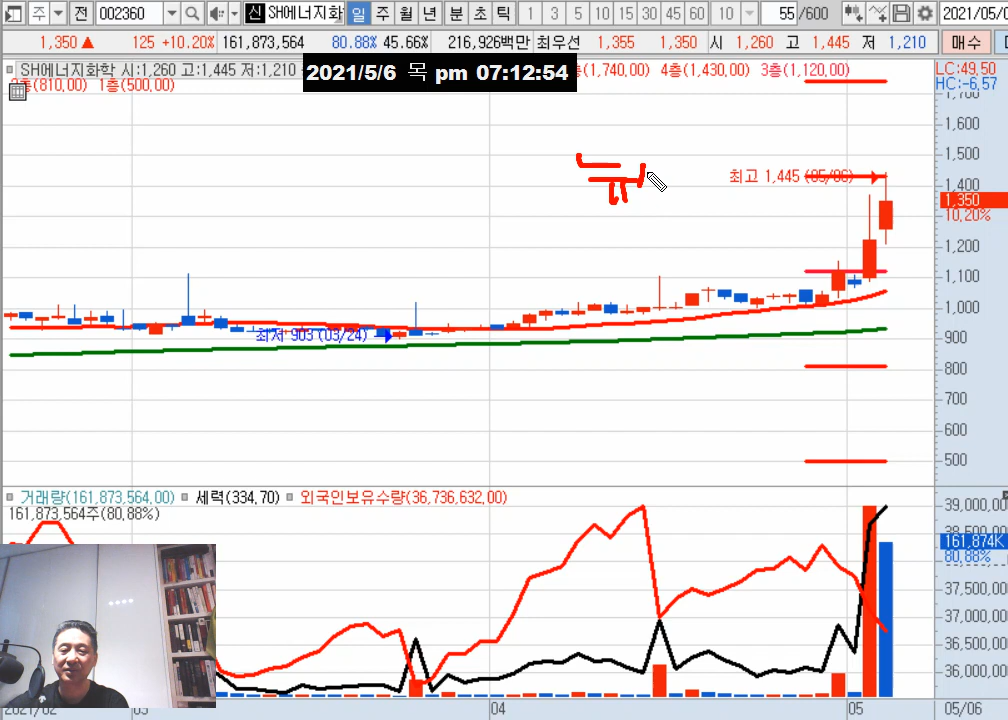 주 전 002360 신 SH에너지화 일 주 월 년 분 초 틱 1 3 5 10 15 30 45 60 10 55 /600 2021/05/0
1,350 ▲ 125 +10.20% 161,873,564 80.88% 45.66% 216,926백만 최우선 1,355 1,350 시 1,260 고 1,445 저 1,210 매수
SH에너지화학 시:1,260 고:1,445 저:1,210
2021/5/6 목 pm 07:12:54
(1,740,00) 4층(1,430,00) 3층(1,120,00)
LC:49,50
HC:-6,57
(810,00) 1층(500,00)
1,700
1,600
1,500
1,400
1,350
10,20%
1,200
1,100
1,000
900
800
700
600
500
최고 1,445 (05/06)
최저 903 (03/24)
거래량(161,873,564,00) 세력(334,70) 외국인보유수량(36,736,632,00)
161,873,564주(80,88%)
39,000,00
38,500,00
161,874K
80,88%
37,500,00
37,000,00
36,500,00
36,000,00
2021/02 03 04 05 05/06